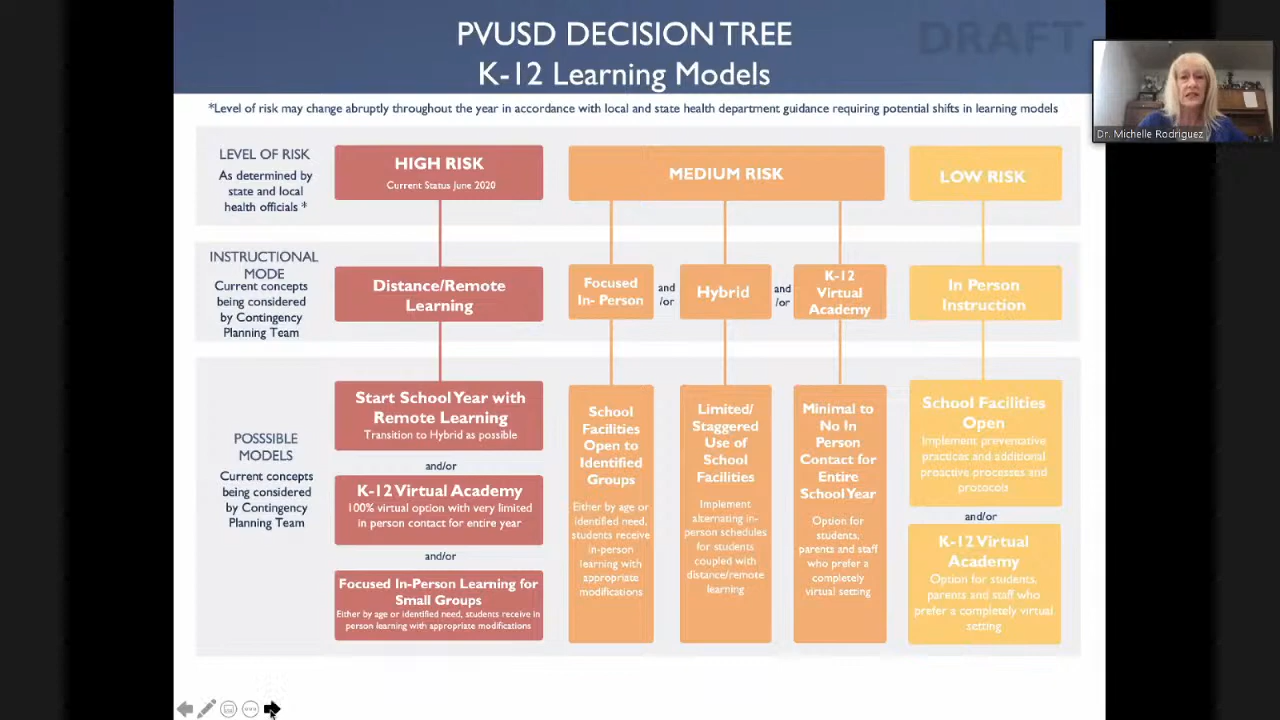 PVUSD DECISION TREE
K-12 Learning Models
DRAFT
*Level of risk may change abruptly throughout the year in accordance with local and state health department guidance requiring potential shifts in learning models
Dr. Michelle Rodriguez
LEVEL OF RISK
As determined by
state and local
health officials *
HIGH RISK
Current Status June 2020
MEDIUM RISK
LOW RISK
INSTRUCTIONAL
MODE
Current concepts
being considered
by Contingency
Planning Team
Distance/Remote
Learning
Focused
In- Person
and
/or
Hybrid
and
/or
K-12
Virtual
Academy
In Person
Instruction
POSSSIBLE
MODELS
Current concepts
being considered
by Contingency
Planning Team
Start School Year with
Remote Learning
Transition to Hybrid as possible
and/or
K-12 Virtual Academy
100% virtual option with very limited
in person contact for entire year
and/or
Focused In-Person Learning for
Small Groups
Either by age or identified need, students receive in
person learning with appropriate modifications
School
Facilities
Open to
Identified
Groups
Either by age or
identified need,
students receive
in-person
learning with
appropriate
modifications
Limited/
Staggered
Use of
School
Facilities
Implement
alternating in-
person schedules
for students
coupled with
distance/remote
learning
Minimal to
No In
Person
Contact for
Entire
School Year
Option for
students,
parents and staff
who prefer a
completely
virtual setting
School Facilities
Open
Implement preventative
practices and additional
proactive processes and
protocols
and/or
K-12 Virtual
Academy
Option for students,
parents and staff who
prefer a completely virtual
setting